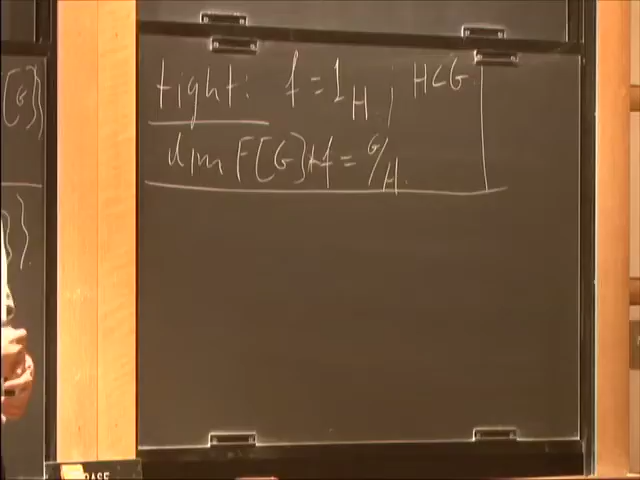 tight: f = 1_H, H<G
dim F[G]*f = G/H.
[G]}
)}